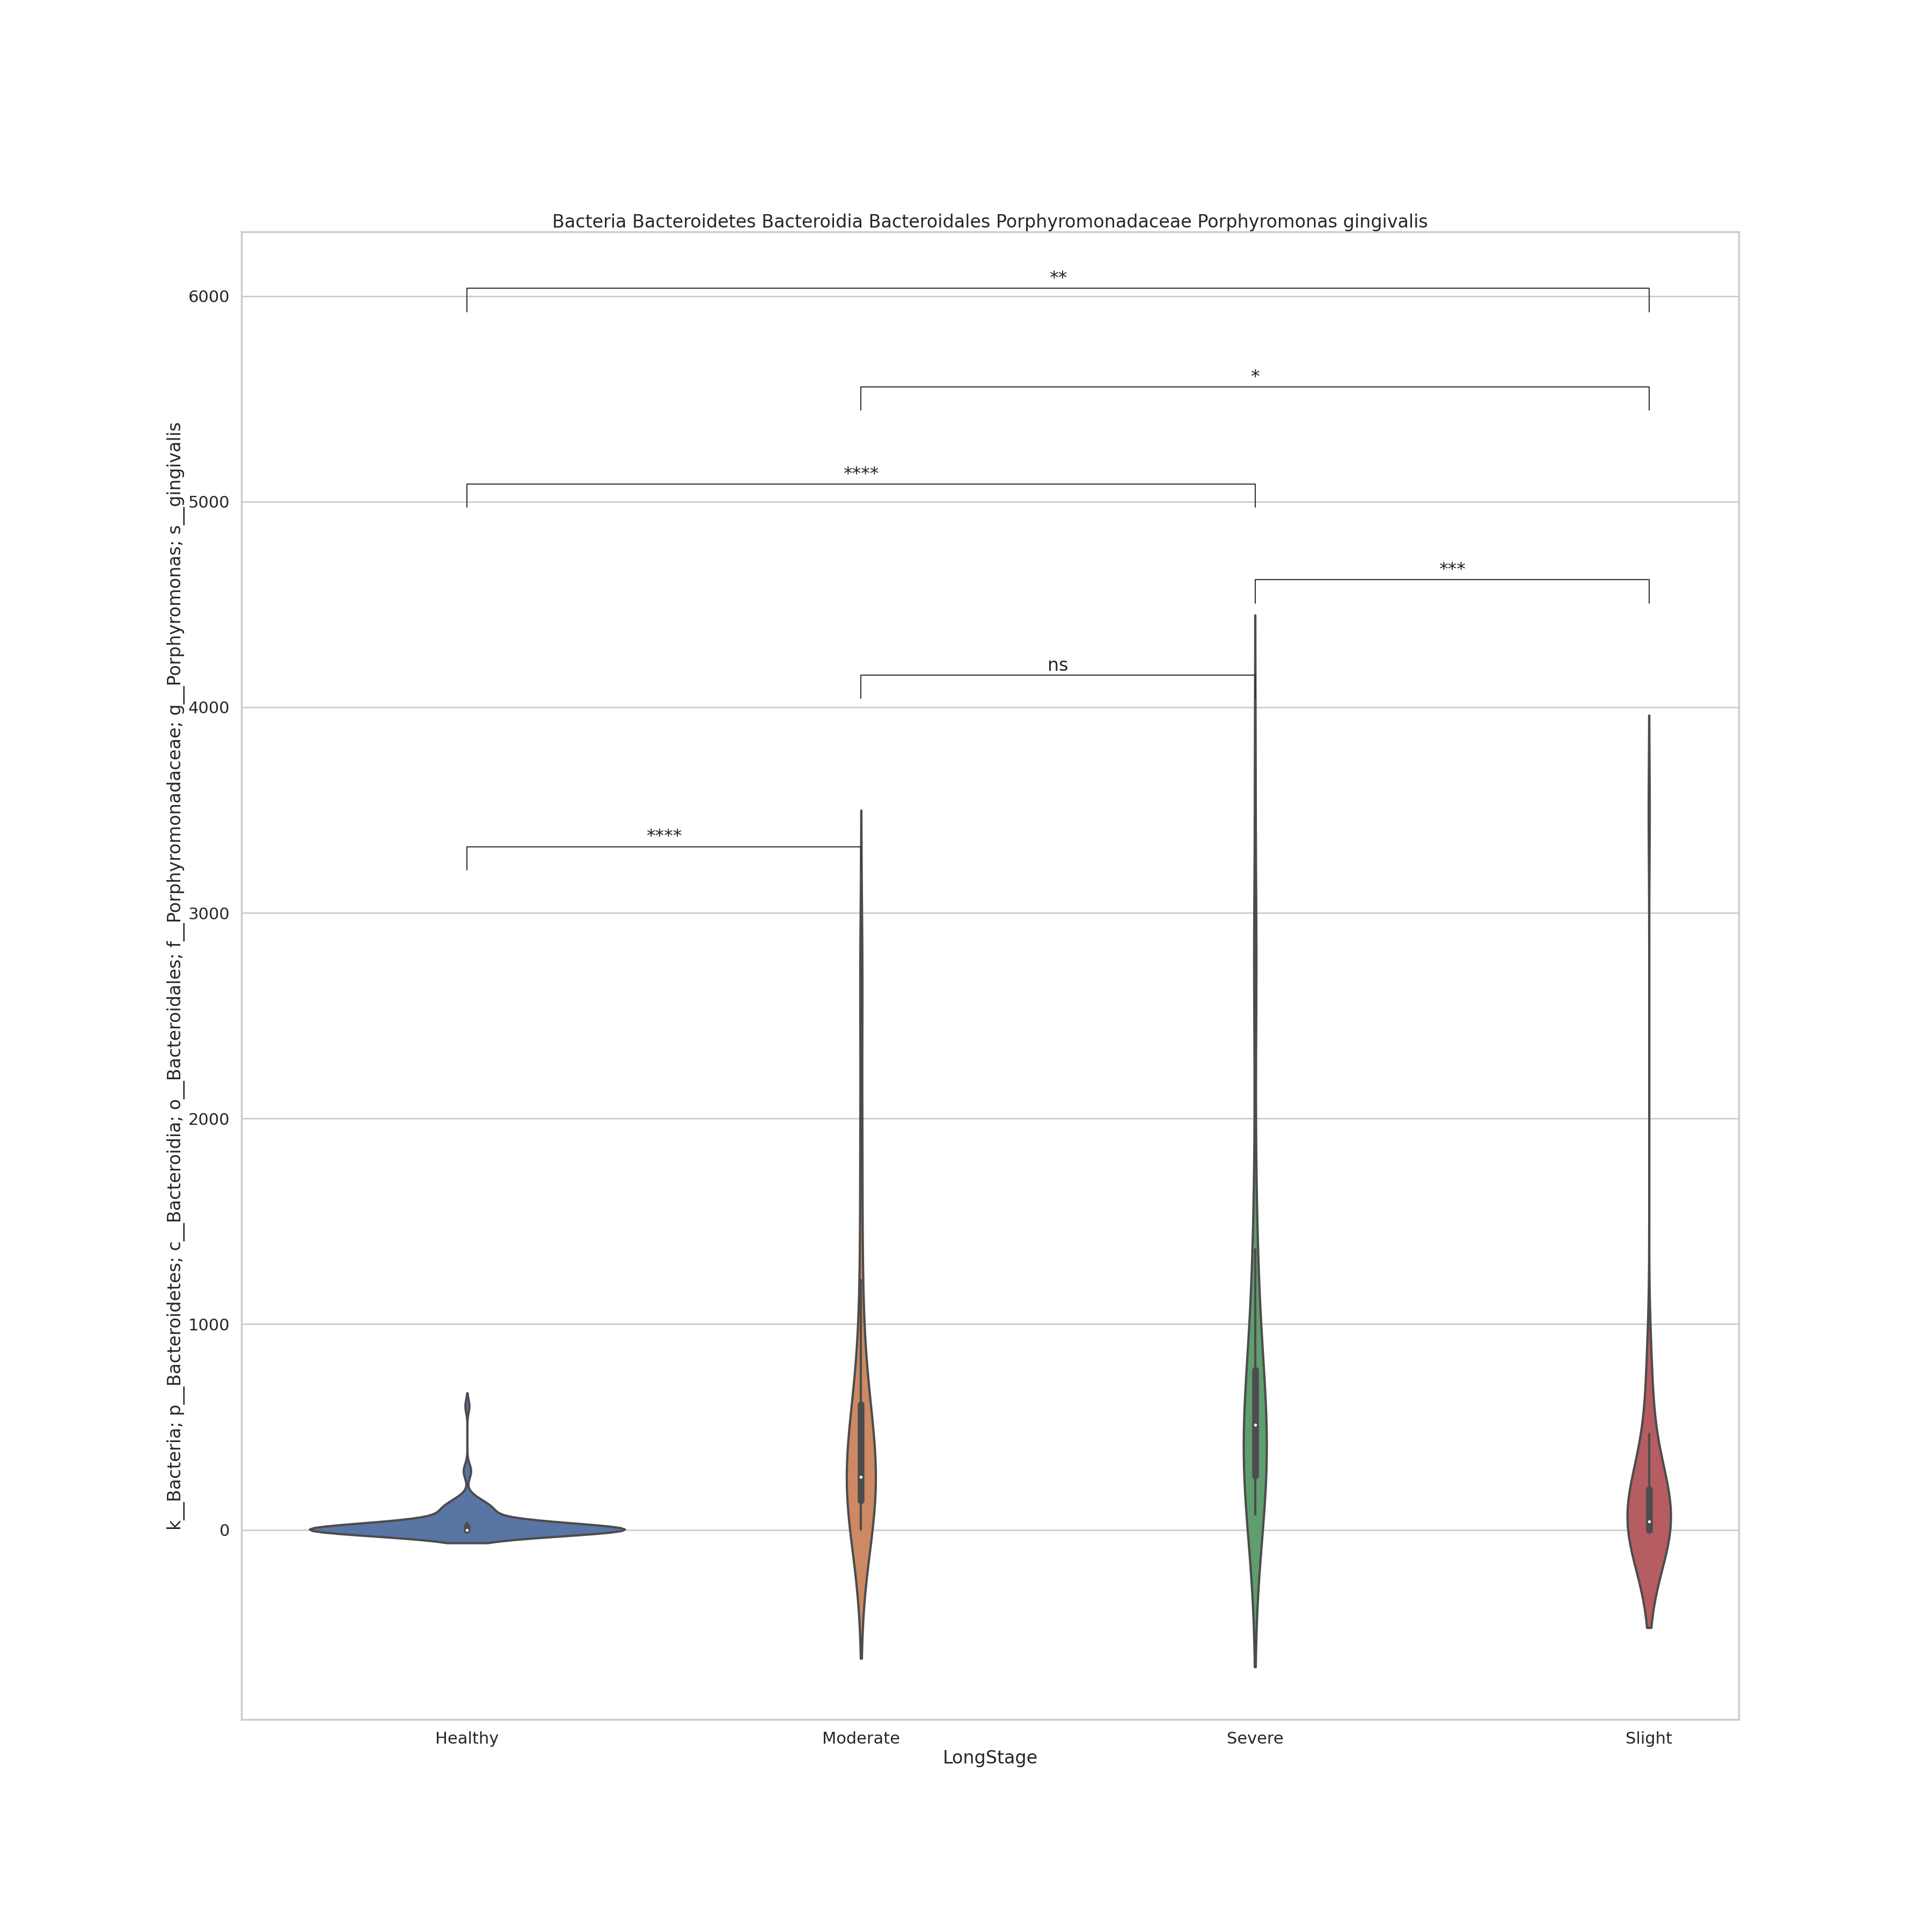 Bacteria Bacteroidetes Bacteroidia Bacteroidales Porphyromonadaceae Porphyromonas gingivalis
k__Bacteria; p__Bacteroidetes; c__Bacteroidia; o__Bacteroidales; f__Porphyromonadaceae; g__Porphyromonas; s__gingivalis
6000
5000
4000
3000
2000
1000
0
**
*
****
***
ns
****
Healthy Moderate Severe Slight
LongStage